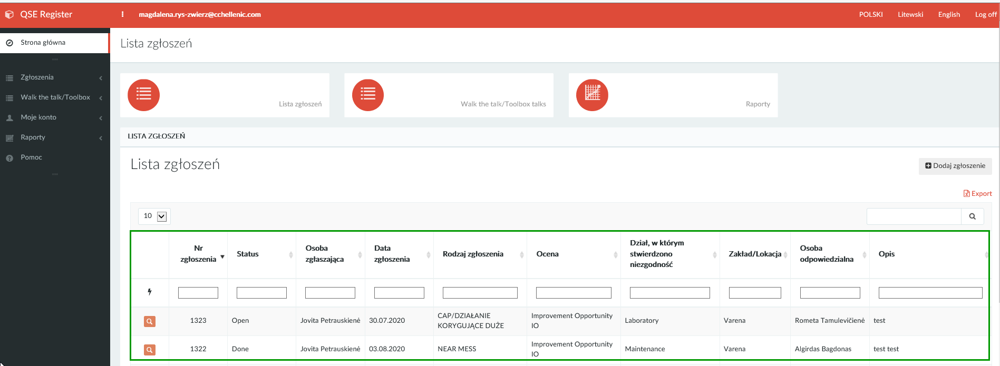 QSE Register
magdalena.rys-zwierz@cchellenic.com
POLSKI
Litewski
English
Log off
Strona główna
Zgłoszenia
Walk the talk/Toolbox
Moje konto
Raporty
Pomoc
Lista zgłoszeń
Lista zgłoszeń
Walk the talk/Toolbox talks
Raporty
LISTA ZGŁOSZEŃ
Lista zgłoszeń
Dodaj zgłoszenie
Export
10
Nr
zgłoszenia
Status
Osoba
zgłaszająca
Data
zgłoszenia
Rodzaj zgłoszenia
Ocena
Dział, w którym
stwierdzono
niezgodność
Zakład/Lokacja
Osoba
odpowiedzialna
Opis
1323
Open
Jovita Petrauskienė
30.07.2020
CAP/DZIAŁANIE
KORYGUJĄCE DUŻE
Improvement Opportunity
IO
Laboratory
Varena
Rometa Tamulevičienė
test
1322
Done
Jovita Petrauskienė
03.08.2020
NEAR MESS
Improvement Opportunity
IO
Maintenance
Varena
Algirdas Bagdonas
test test